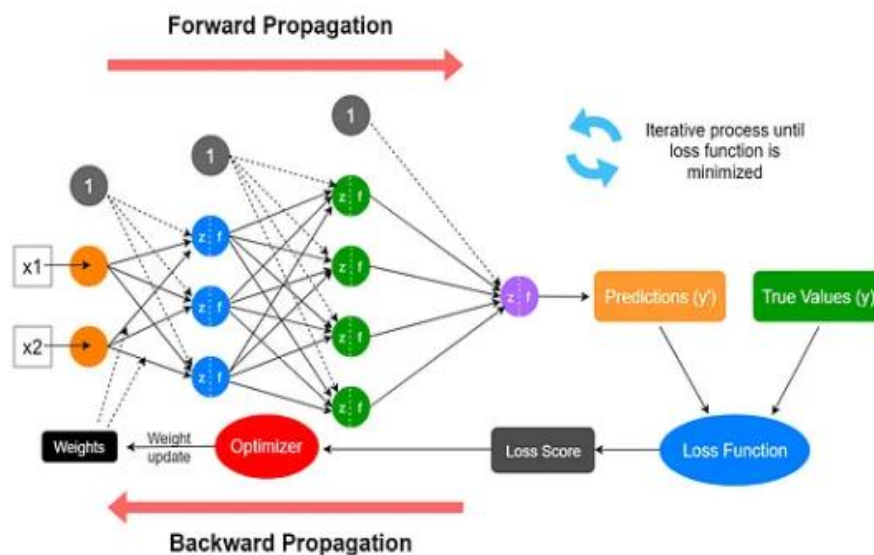 Forward Propagation
1
1
1
Iterative process until
loss function is
minimized
x1
x2
z f
z f
z f
z f
z f
z f
z f
z f
Predictions (y')
True Values (y)
Weights
Weight
update
Optimizer
Loss Score
Loss Function
Backward Propagation